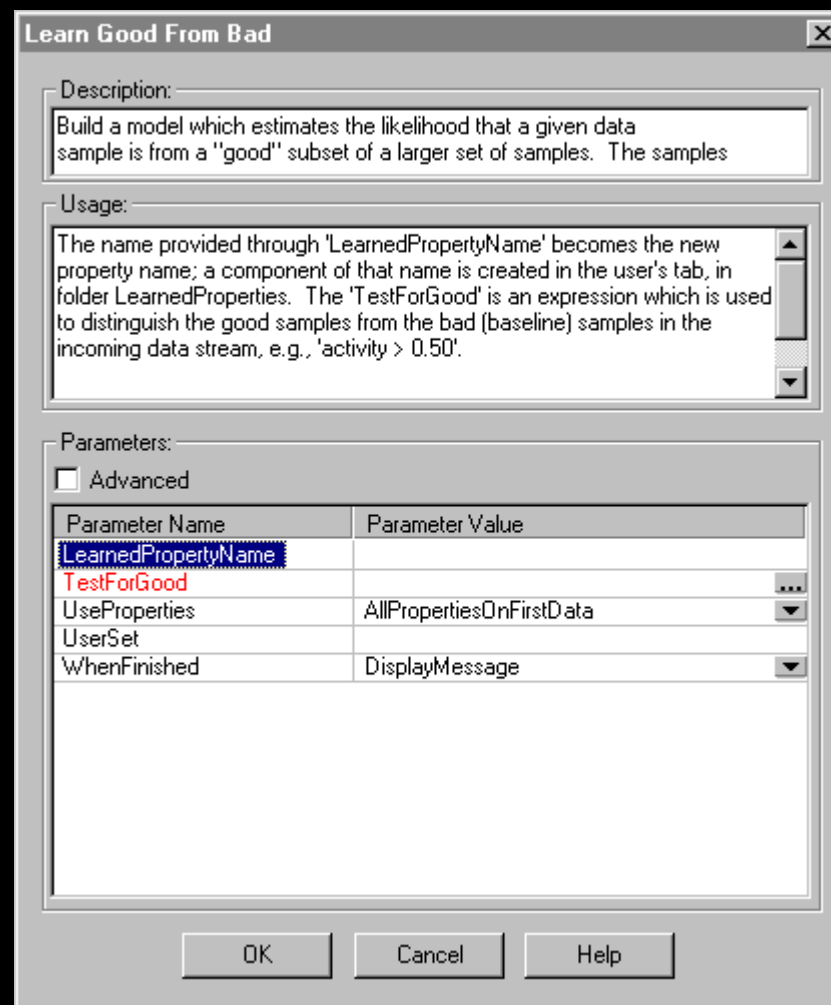 Learn Good From Bad
Description:
Build a model which estimates the likelihood that a given data
sample is from a "good" subset of a larger set of samples.  The samples
Usage:
The name provided through 'LearnedPropertyName' becomes the new
property name; a component of that name is created in the user's tab, in
folder LearnedProperties.  The 'TestForGood' is an expression which is used
to distinguish the good samples from the bad (baseline) samples in the
incoming data stream, e.g., 'activity > 0.50'.
Parameters:
Advanced
Parameter Name Parameter Value
LearnedPropertyName
TestForGood ...
UseProperties AllPropertiesOnFirstData
UserSet
WhenFinished DisplayMessage
OK Cancel Help